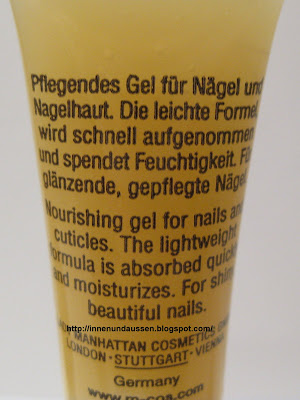 Pflegendes Gel für Nägel und
Nagelhaut. Die leichte Formel
wird schnell aufgenommen
und spendet Feuchtigkeit.
glänzende, gepflegte Nägel
Nourishing gel for nails
cuticles. The lightweight
formula is absorbed
and moisturizes. For
beautiful nails.
http://innenundaussen.blogspot.com/
MANHATTAN COSMETICS
LONDON · STUTTGART · VIENNA
Germany
www.m-cos.com